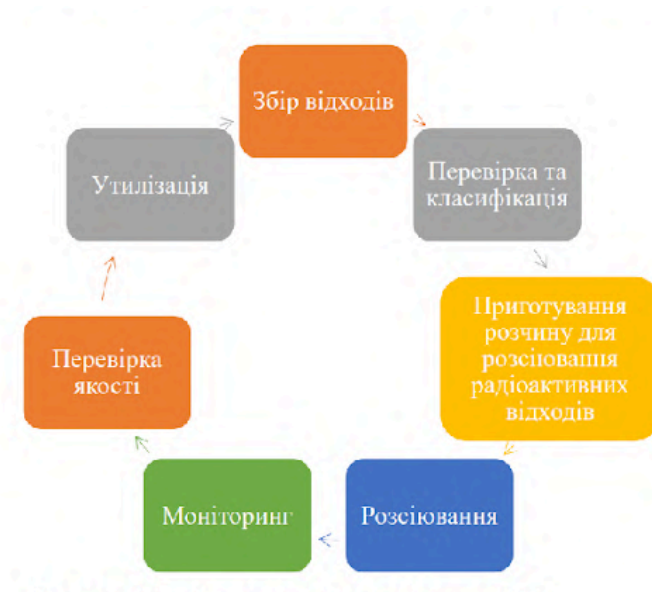 Збір відходів
Перевірка та
класифікація
Приготування
розчину для
розсіювання
радіоактивних
відходів
Розсіювання
Моніторинг
Перевірка
якості
Утилізація